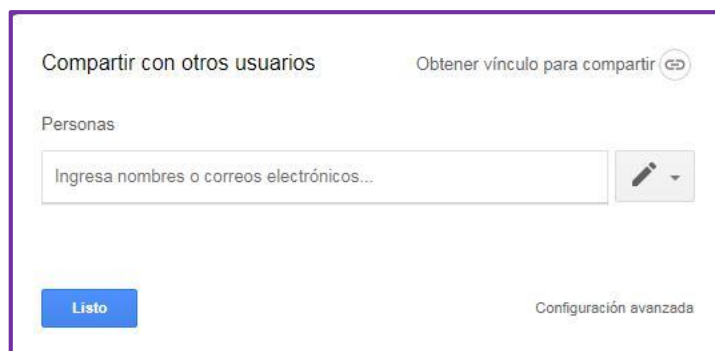 Compartir con otros usuarios
Obtener vínculo para compartir
Personas
Ingresa nombres o correos electrónicos...
Listo
Configuración avanzada